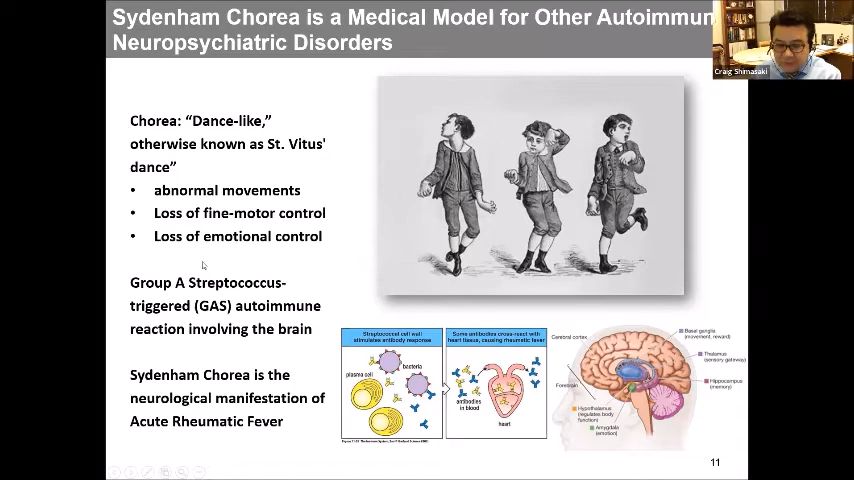 Sydenham Chorea is a Medical Model for Other Autoimmun
Neuropsychiatric Disorders
Craig Shimasaki
Chorea: “Dance-like,”
otherwise known as St. Vitus'
dance”
• abnormal movements
• Loss of fine-motor control
• Loss of emotional control
Group A Streptococcus-
triggered (GAS) autoimmune
reaction involving the brain
Sydenham Chorea is the
neurological manifestation of
Acute Rheumatic Fever
Streptococcal cell wall
stimulates antibody response
plasma cell
bacteria
Some antibodies cross-react with
heart tissue, causing rheumatic fever
antibodies
in blood
heart
Cerebral cortex
Forebrain
Basal ganglia
(movement, reward)
Thalamus
(sensory gateway)
Hippocampus
(memory)
Hypothalamus
(regulates body
function)
Amygdala
(emotion)
11